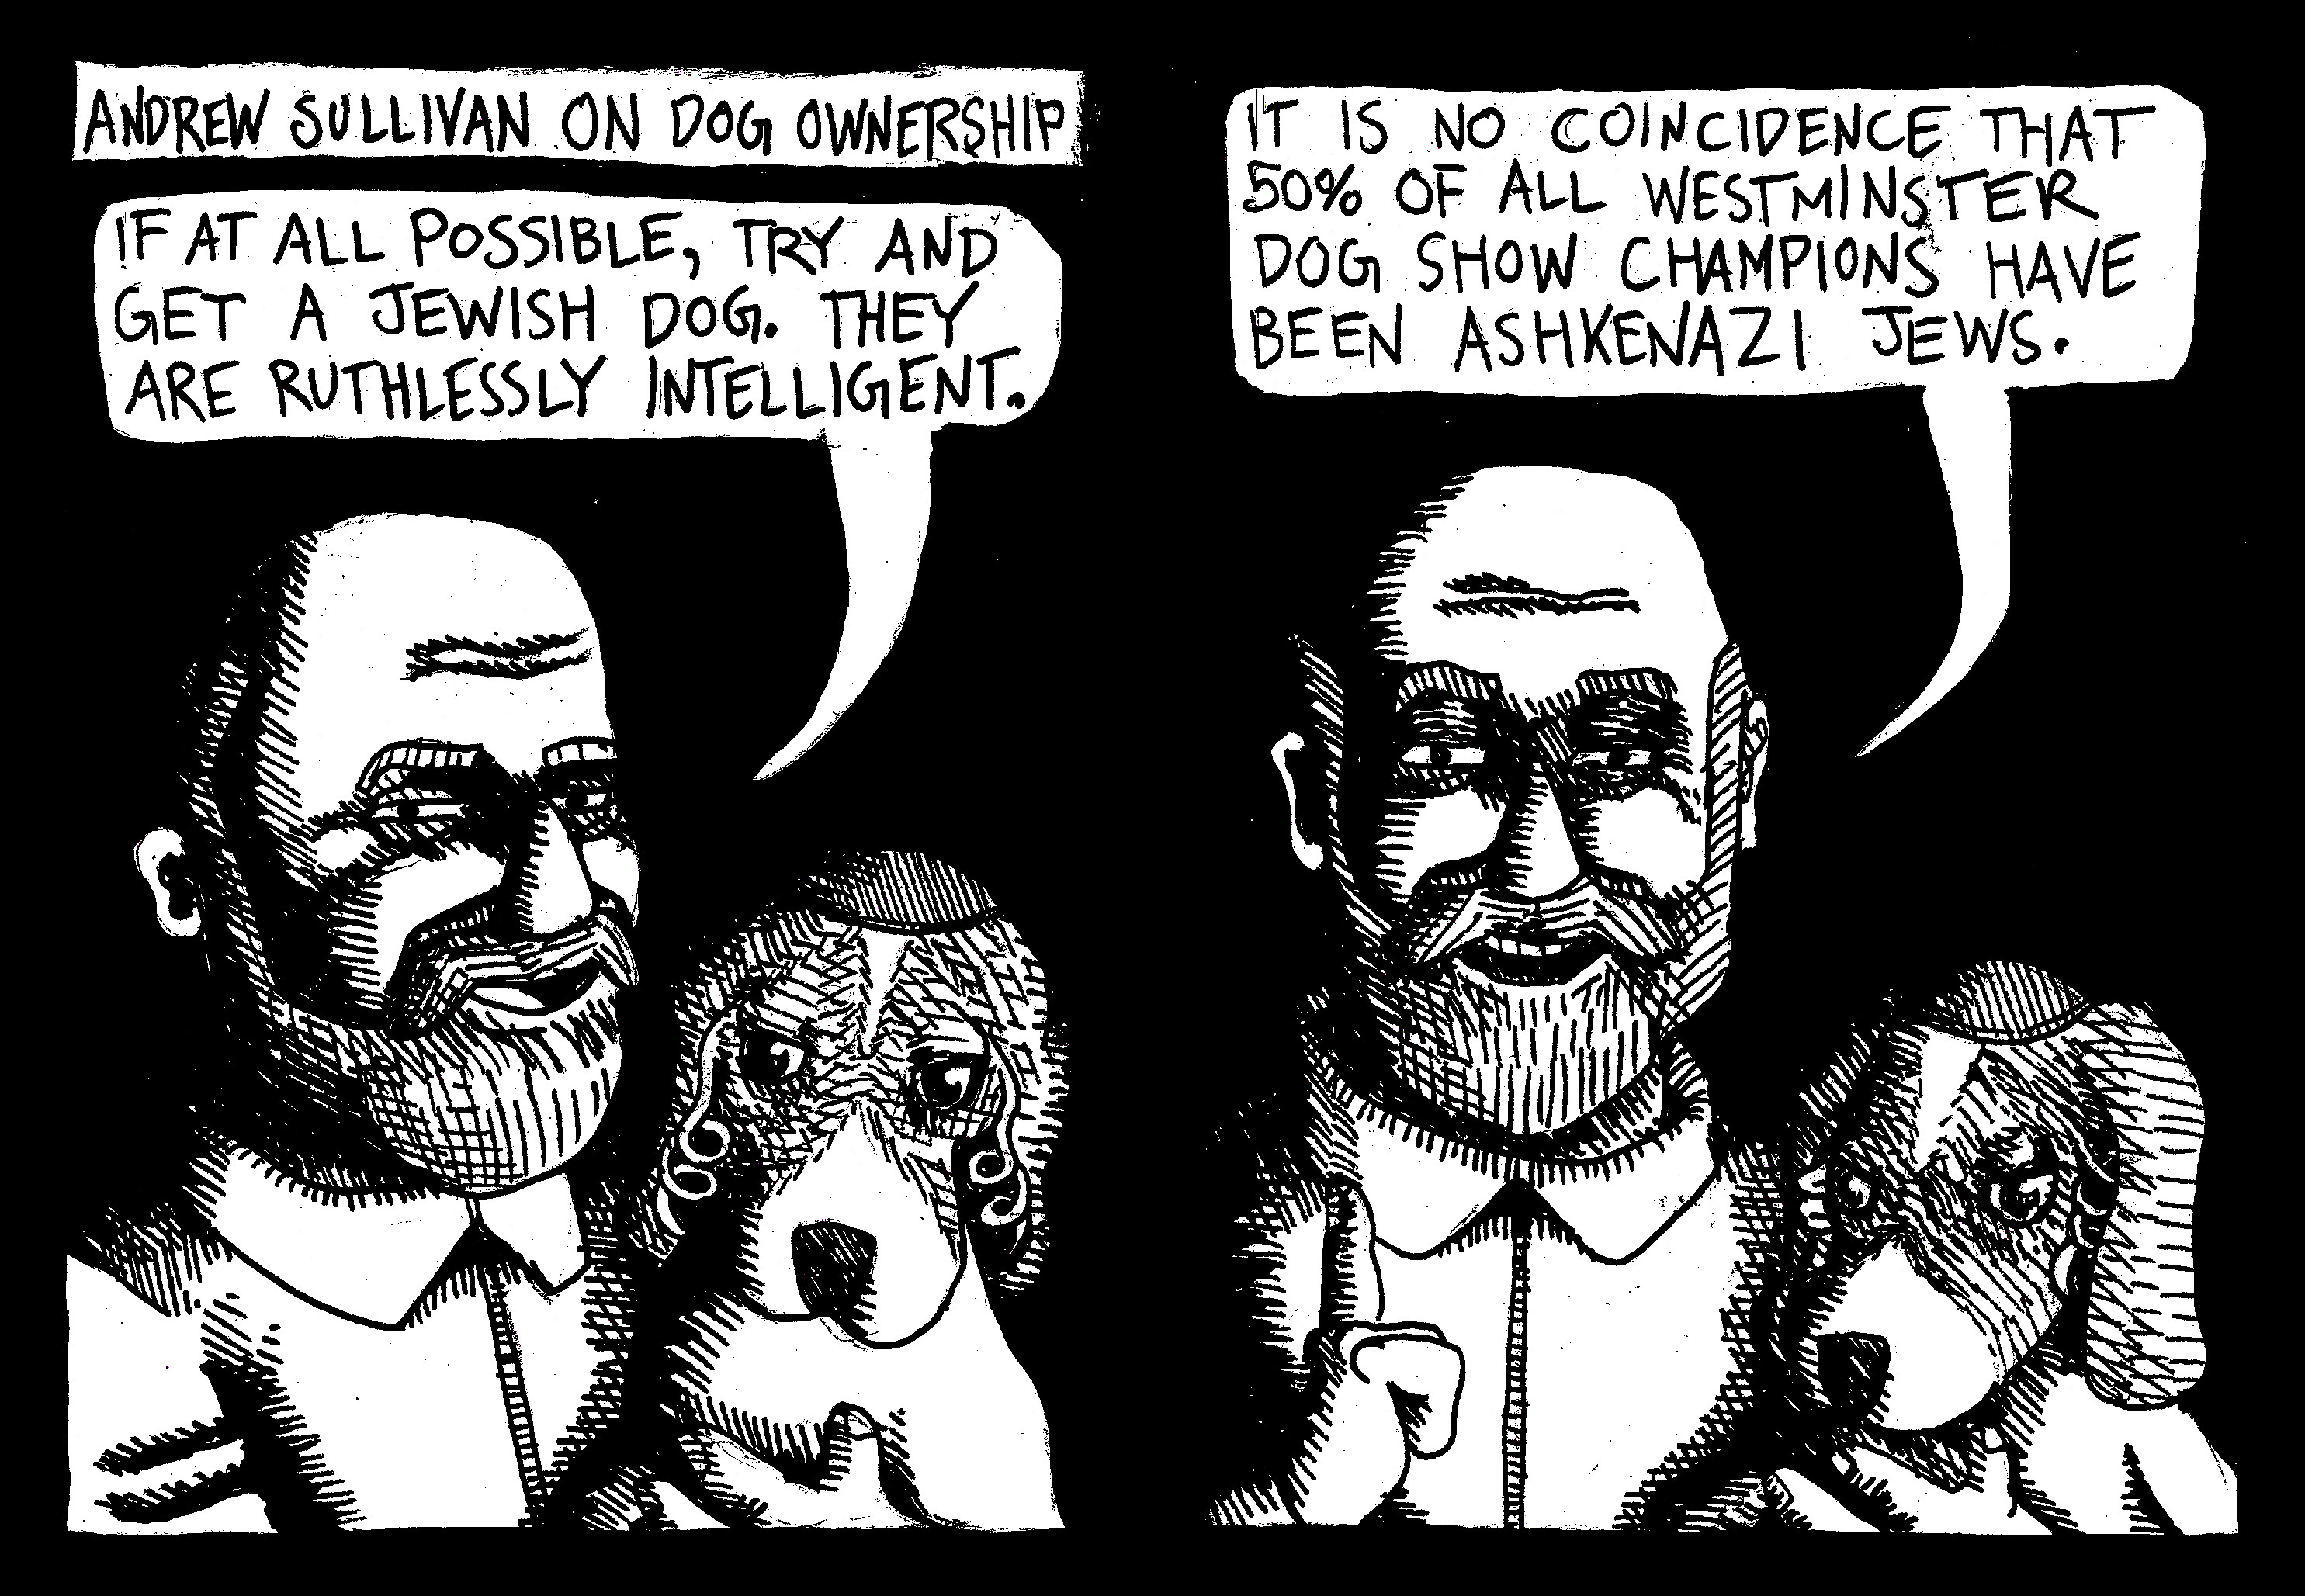 ANDREW SULLIVAN ON DOG OWNERSHIP
IF AT ALL POSSIBLE, TRY AND
GET A JEWISH DOG. THEY
ARE RUTHLESSLY INTELLIGENT.
IT IS NO COINCIDENCE THAT
50% OF ALL WESTMINSTER
DOG SHOW CHAMPIONS HAVE
BEEN ASHKENAZI JEWS.